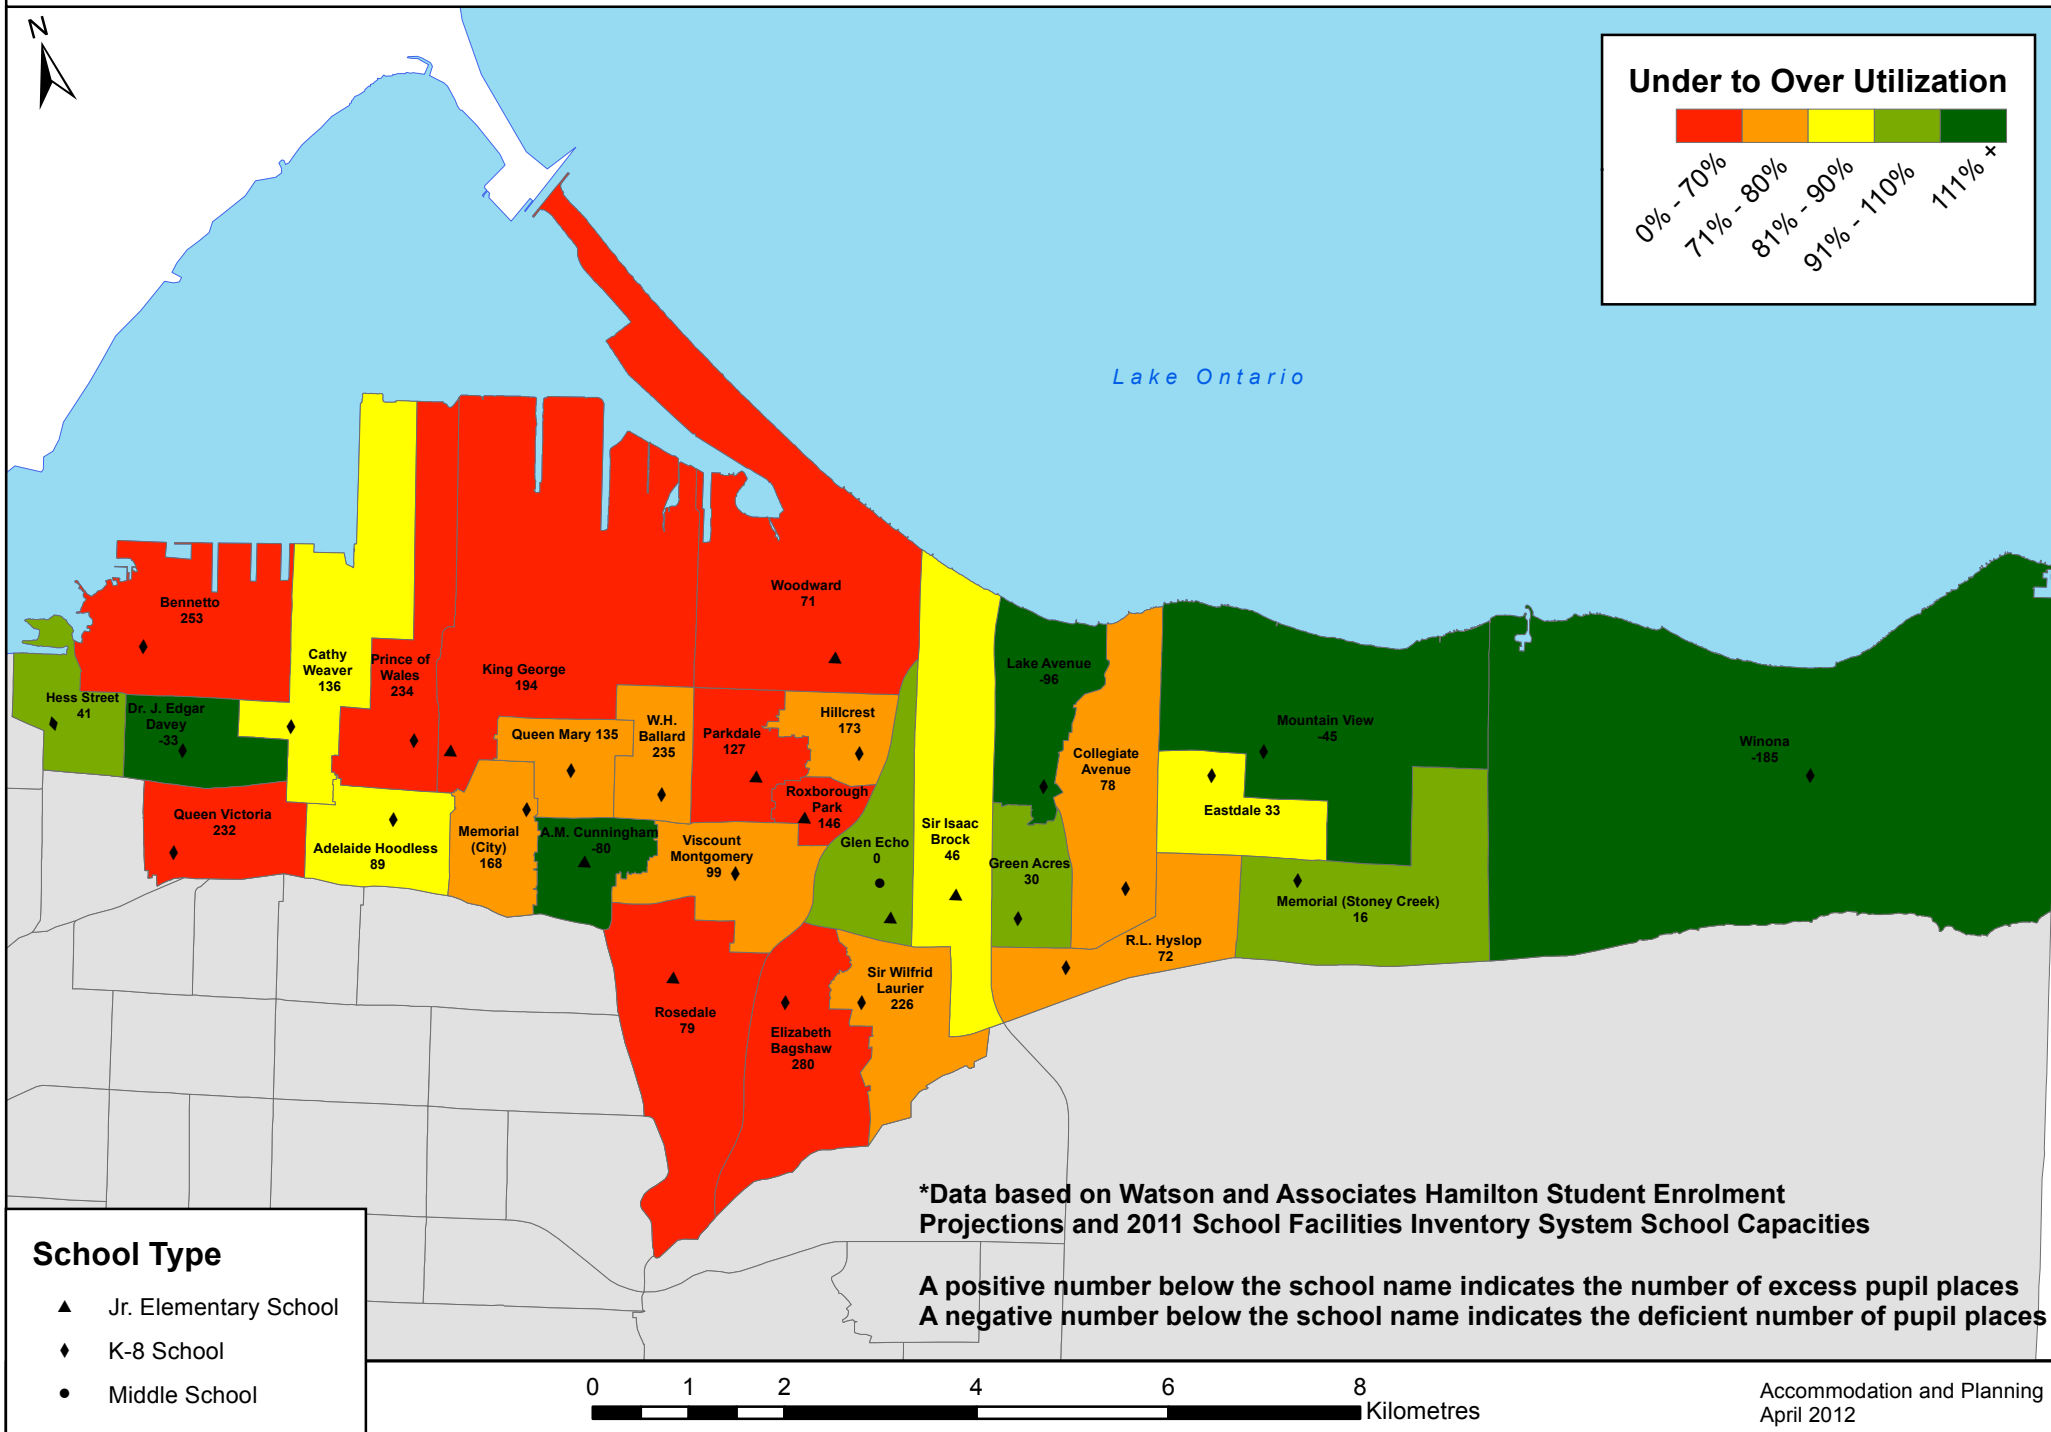 N
Under to Over Utilization
0% - 70%
71% - 80%
81% - 90%
91% - 110%
111% +
Lake Ontario
Woodward
71
Bennetto
253
Cathy
Weaver
136
Prince of
Wales
234
King George
194
Hess Street
41
Dr. J. Edgar
Davey
-33
Queen Mary 135
W.H.
Ballard
235
Parkdale
127
Hillcrest
173
Roxborough
Park
146
Lake Avenue
-96
Collegiate
Avenue
78
Mountain View
-45
Winona
-185
Eastdale 33
Queen Victoria
232
Adelaide Hoodless
89
Memorial
(City)
168
A.M. Cunningham
-80
Viscount
Montgomery
99
Glen Echo
0
Sir Isaac
Brock
46
Green Acres
30
Memorial (Stoney Creek)
16
R.L. Hyslop
72
Rosedale
79
Elizabeth
Bagshaw
280
Sir Wilfrid
Laurier
226
*Data based on Watson and Associates Hamilton Student Enrolment
Projections and 2011 School Facilities Inventory System School Capacities
A positive number below the school name indicates the number of excess pupil places
A negative number below the school name indicates the deficient number of pupil places
School Type
Jr. Elementary School
K-8 School
Middle School
0 1 2 4 6 8
Kilometres
Accommodation and Planning
April 2012